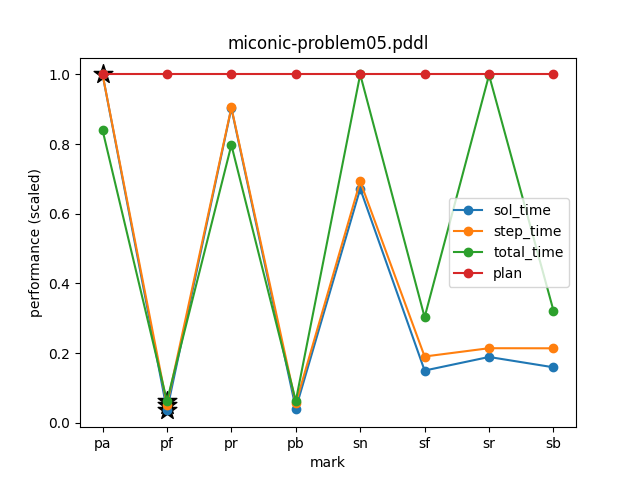 miconic-problem05.pddl
performance (scaled)
1.0
0.8
0.6
0.4
0.2
0.0
sol_time
step_time
total_time
plan
pa pf pr pb sn sf sr sb
mark